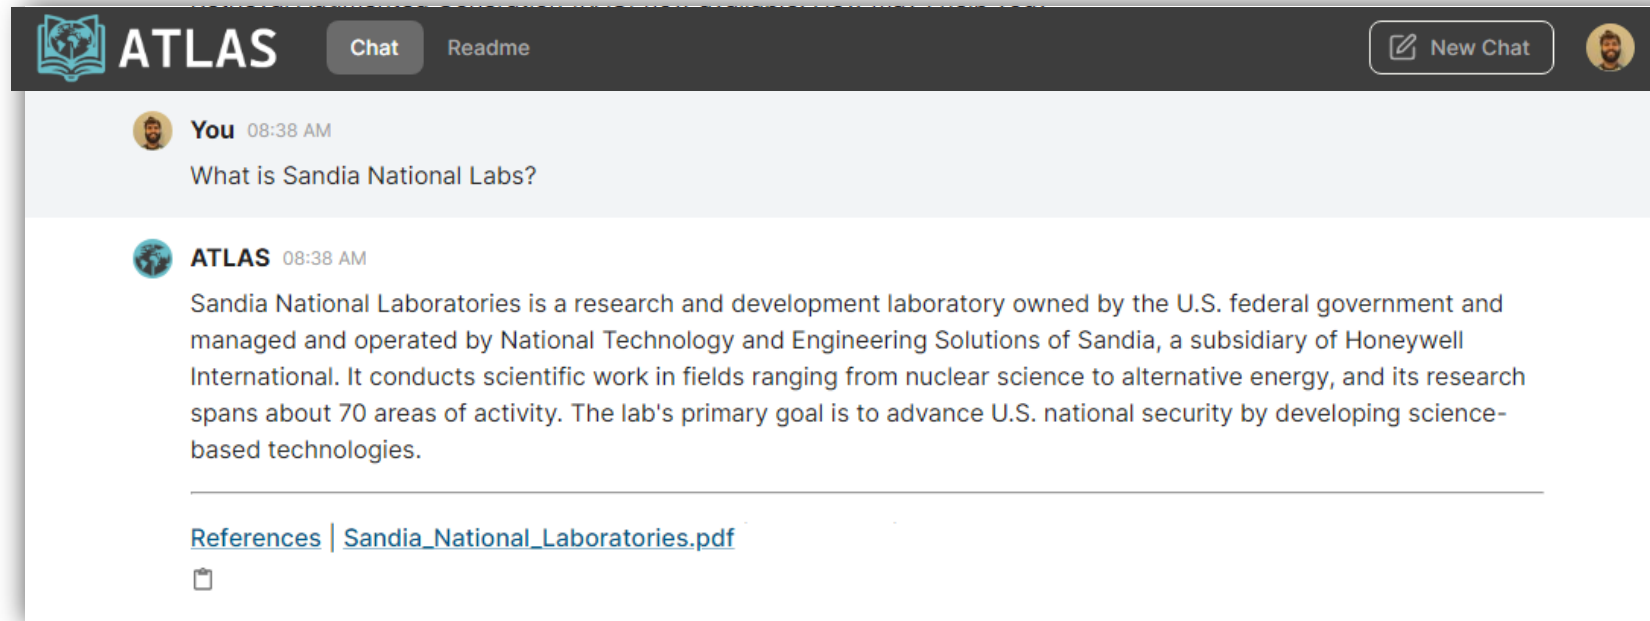 ATLAS Chat Readme New Chat
You 08:38 AM
What is Sandia National Labs?
ATLAS 08:38 AM
Sandia National Laboratories is a research and development laboratory owned by the U.S. federal government and
managed and operated by National Technology and Engineering Solutions of Sandia, a subsidiary of Honeywell
International. It conducts scientific work in fields ranging from nuclear science to alternative energy, and its research
spans about 70 areas of activity. The lab's primary goal is to advance U.S. national security by developing science-
based technologies.
References | Sandia_National_Laboratories.pdf